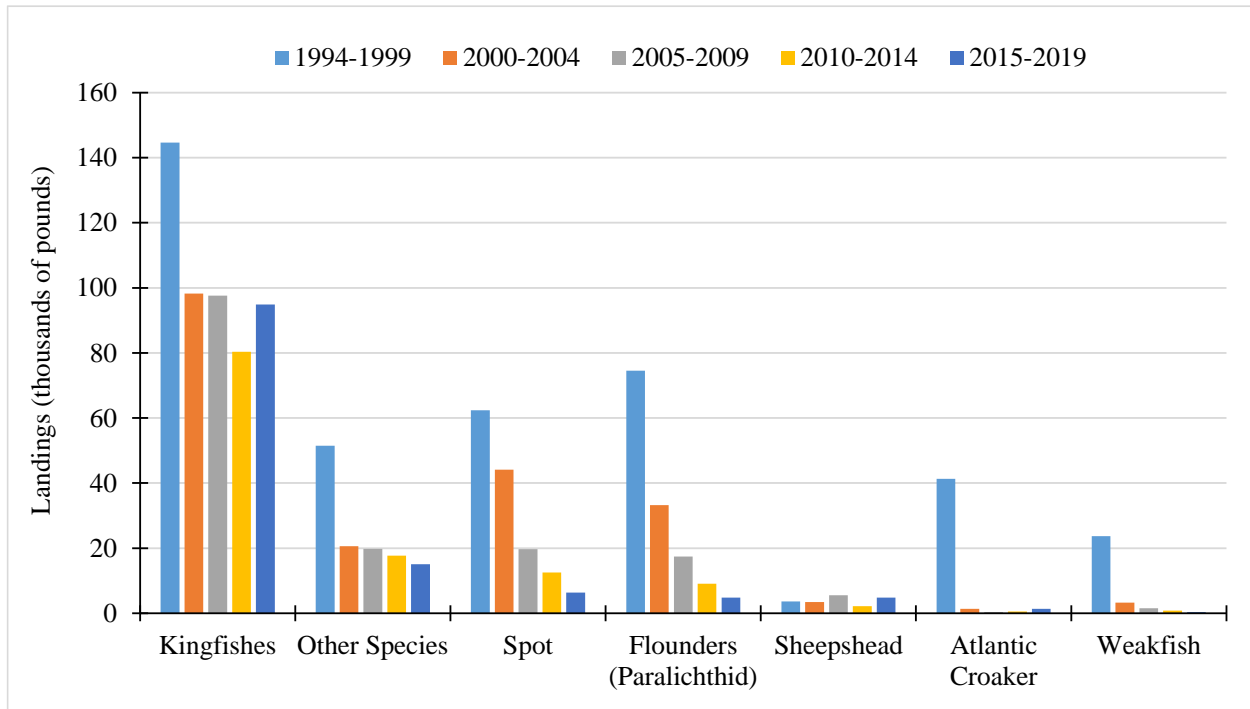 1994-1999 2000-2004 2005-2009 2010-2014 2015-2019
Landings (thousands of pounds)
160
140
120
100
80
60
40
20
0
Kingfishes Other Species Spot Flounders Sheepshead Atlantic Weakfish
(Paralichthid) Croaker